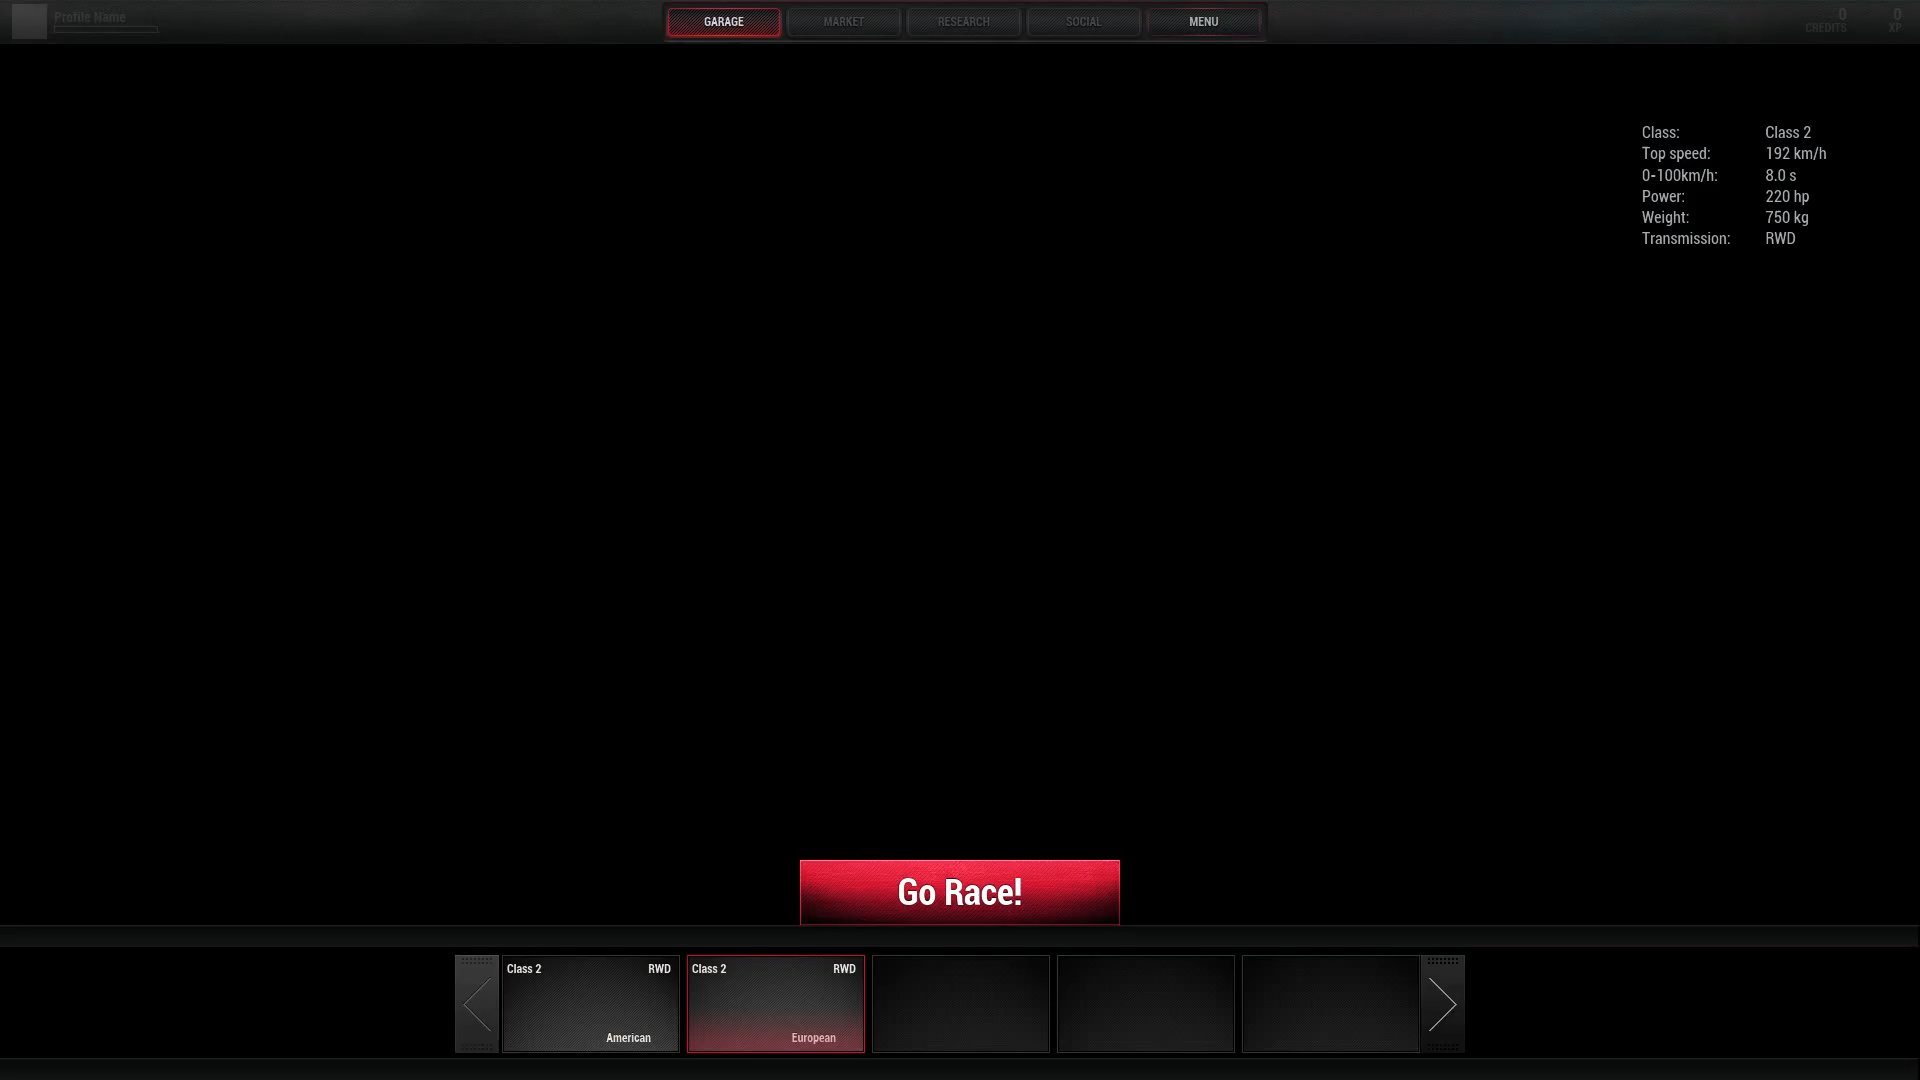 Profile Name
GARAGE MARKET RESEARCH SOCIAL MENU
0 CREDITS
0 XP
Class: Class 2
Top speed: 192 km/h
0-100km/h: 8.0 s
Power: 220 hp
Weight: 750 kg
Transmission: RWD
Go Race!
Class 2 RWD
American
Class 2 RWD
European